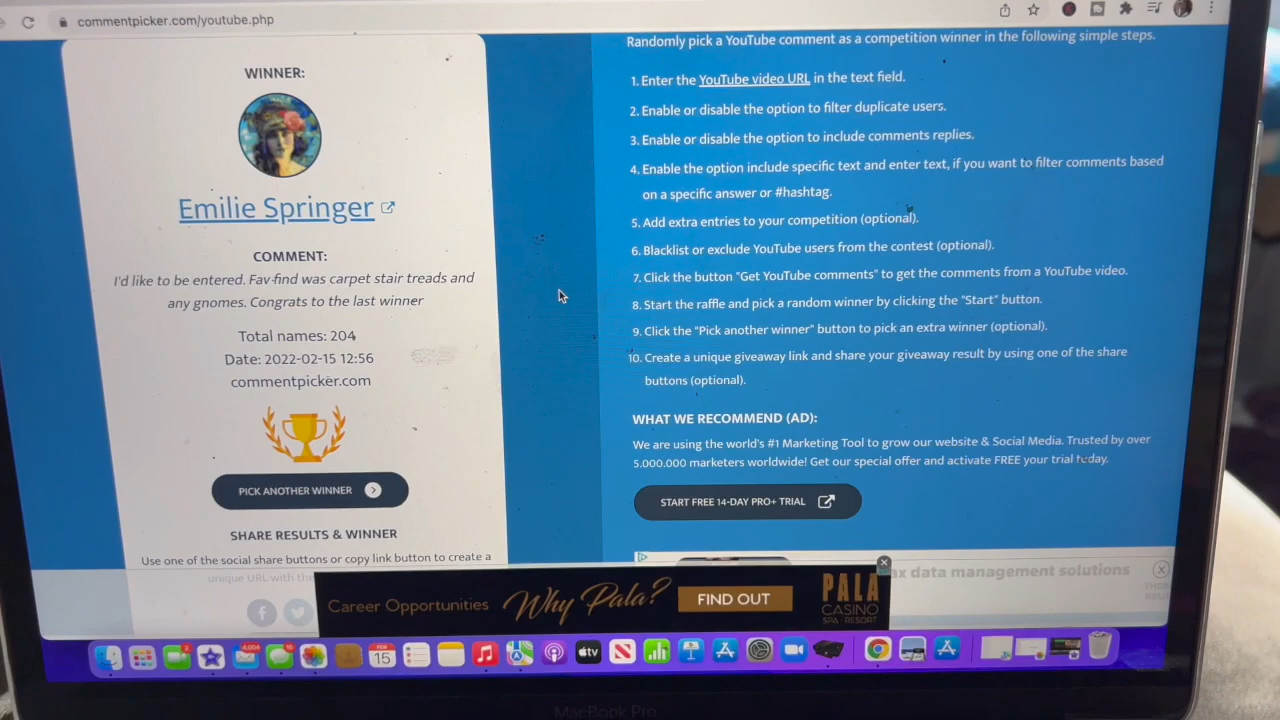 commentpicker.com/youtube.php
WINNER:
Emilie Springer
COMMENT:
I'd like to be entered. Fav find was carpet stair treads and
any gnomes. Congrats to the last winner
Total names: 204
Date: 2022-02-15 12:56
commentpicker.com
PICK ANOTHER WINNER
SHARE RESULTS & WINNER
Use one of the social share buttons or copy link button to create a
unique URL with the
Randomly pick a YouTube comment as a competition winner in the following simple steps.
1. Enter the YouTube video URL in the text field.
2. Enable or disable the option to filter duplicate users.
3. Enable or disable the option to include comments replies.
4. Enable the option include specific text and enter text, if you want to filter comments based
on a specific answer or #hashtag.
5. Add extra entries to your competition (optional).
6. Blacklist or exclude YouTube users from the contest (optional).
7. Click the button "Get YouTube comments" to get the comments from a YouTube video.
8. Start the raffle and pick a random winner by clicking the "Start" button.
9. Click the "Pick another winner" button to pick an extra winner (optional).
10. Create a unique giveaway link and share your giveaway result by using one of the share
buttons (optional).
WHAT WE RECOMMEND (AD):
We are using the world's #1 Marketing Tool to grow our website & Social Media. Trusted by over
5.000.000 marketers worldwide! Get our special offer and activate FREE your trial today.
START FREE 14-DAY PRO+ TRIAL
data management solutions
Career Opportunities Why Pala? FIND OUT
PALA
CASINO
SPA • RESORT
FEB
15
tv
MacBook Pro